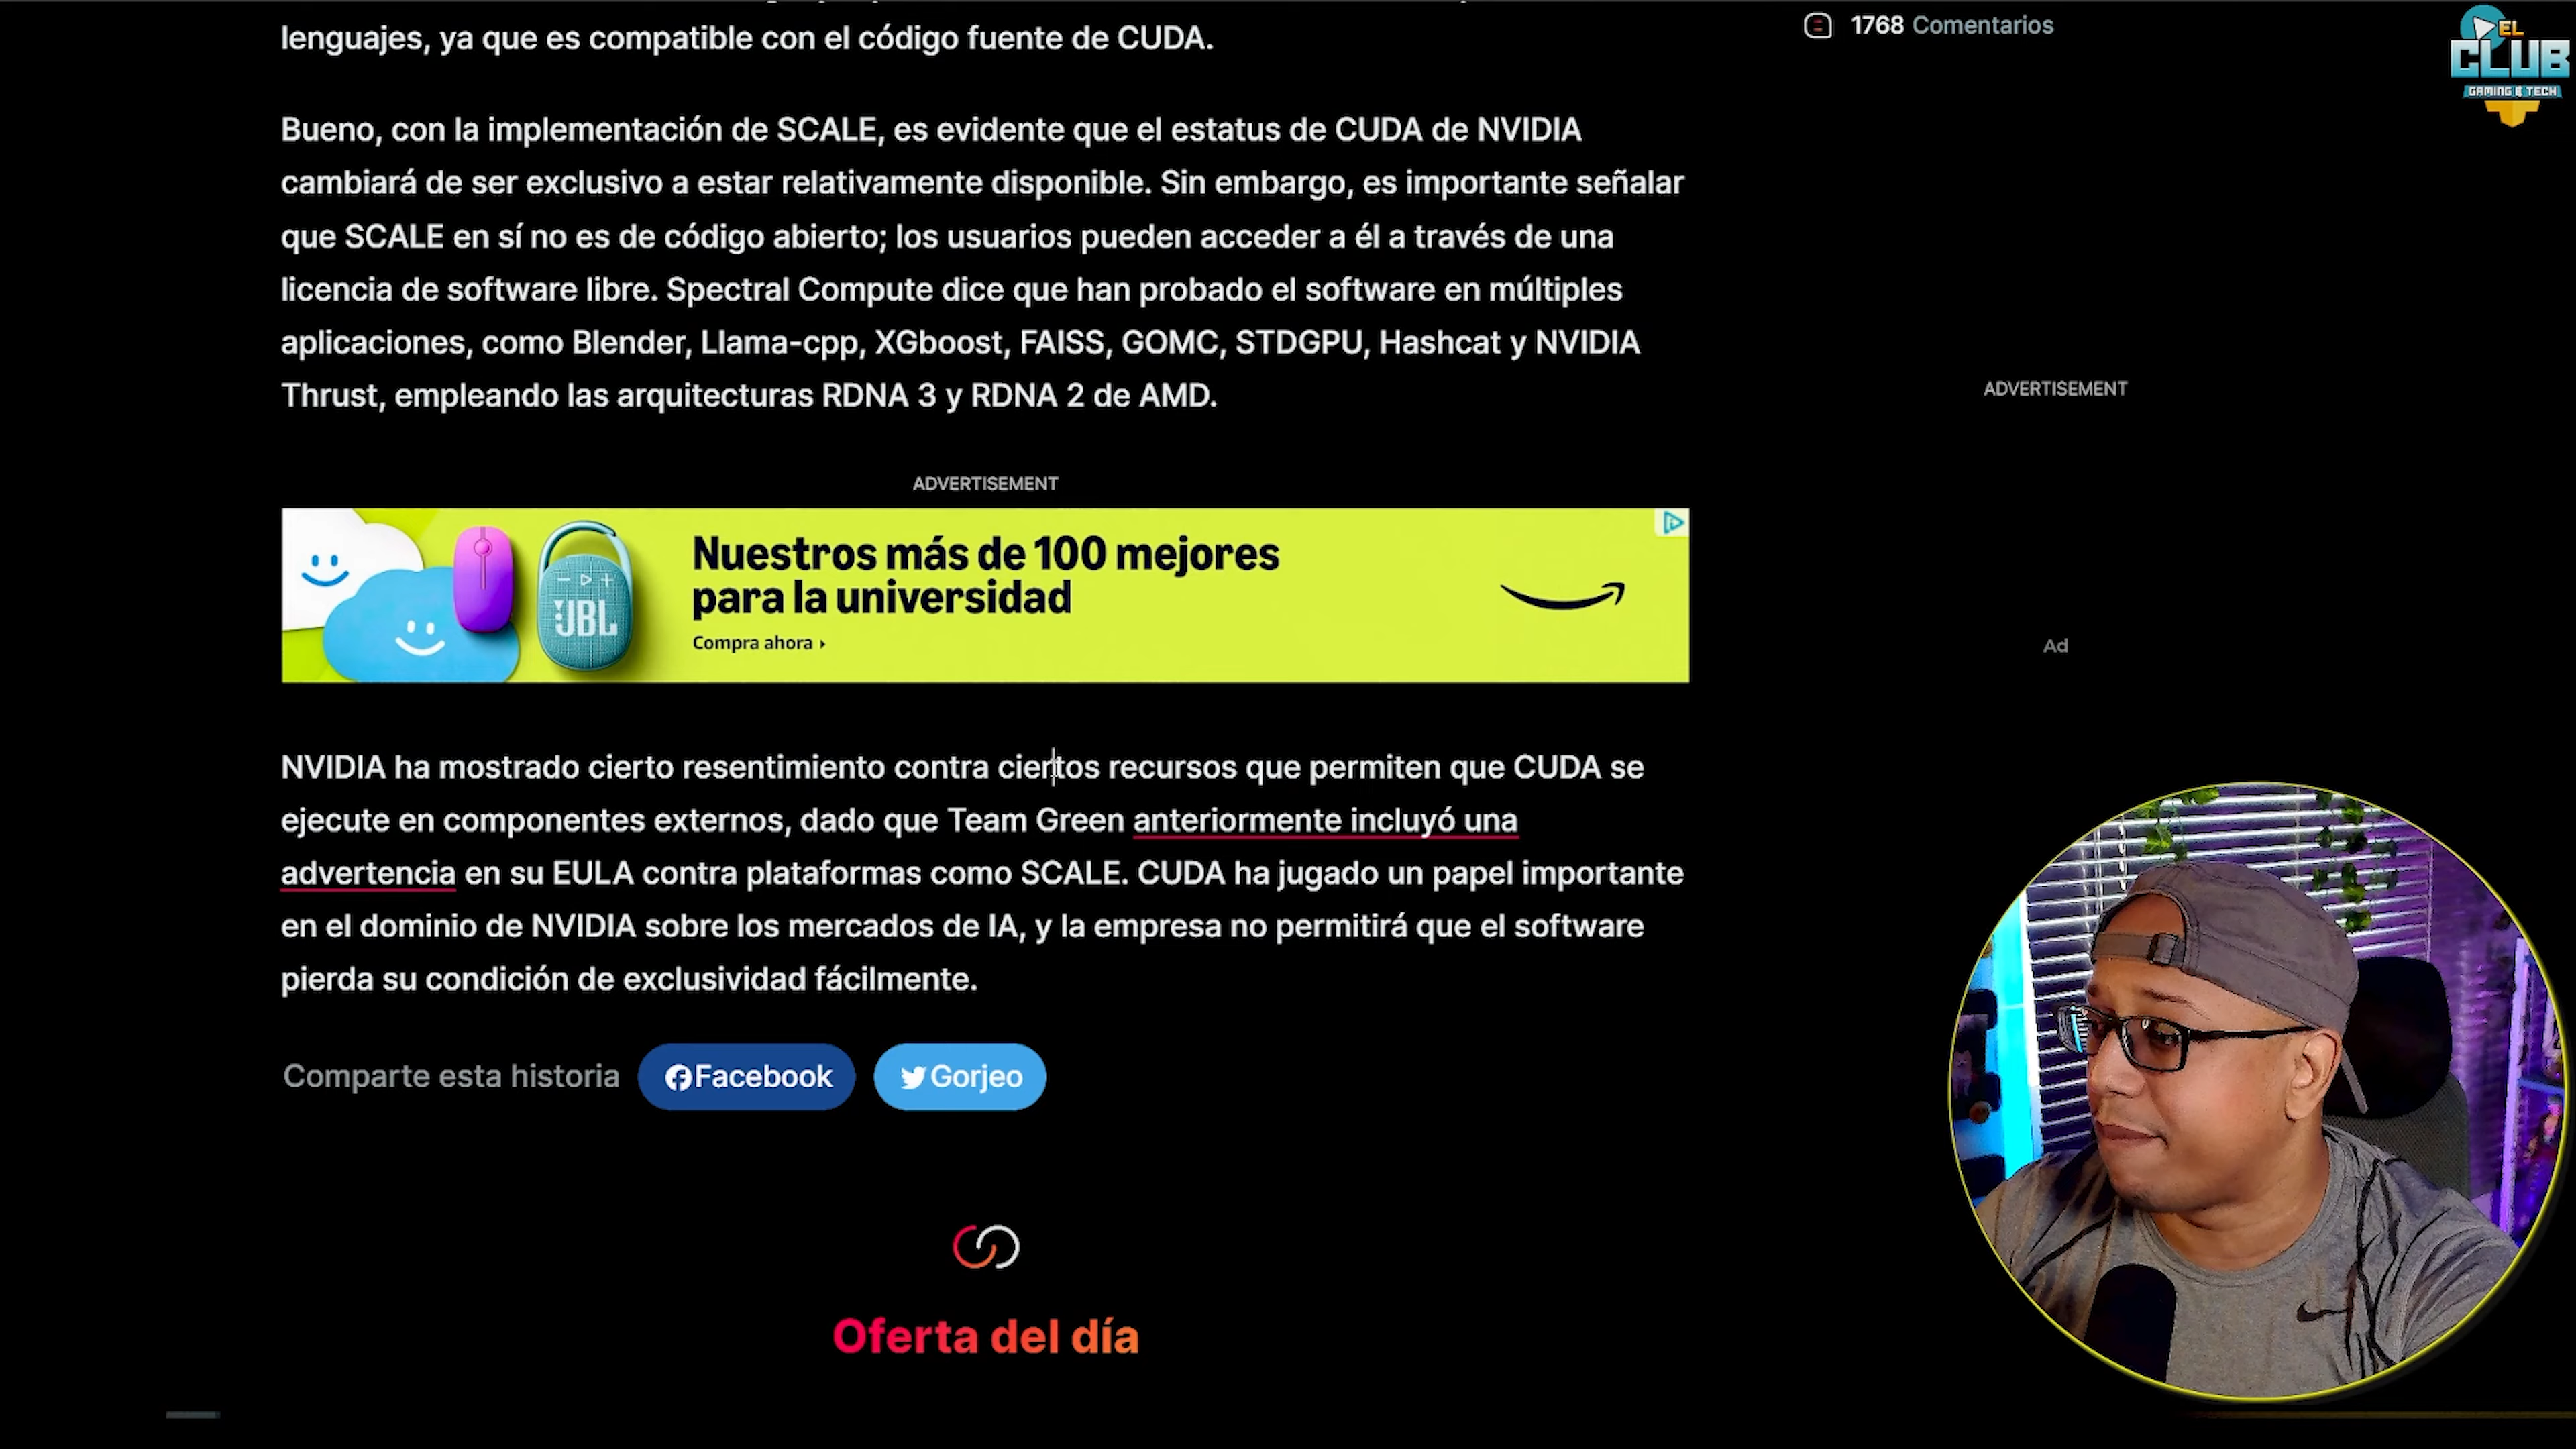 lenguajes, ya que es compatible con el código fuente de CUDA.
1768 Comentarios
EL
CLUB
GAMING & TECH
Bueno, con la implementación de SCALE, es evidente que el estatus de CUDA de NVIDIA
cambiará de ser exclusivo a estar relativamente disponible. Sin embargo, es importante señalar
que SCALE en sí no es de código abierto; los usuarios pueden acceder a él a través de una
licencia de software libre. Spectral Compute dice que han probado el software en múltiples
aplicaciones, como Blender, Llama-cpp, XGboost, FAISS, GOMC, STDGPU, Hashcat y NVIDIA
Thrust, empleando las arquitecturas RDNA 3 y RDNA 2 de AMD.
ADVERTISEMENT
ADVERTISEMENT
JBL
Nuestros más de 100 mejores
para la universidad
Compra ahora ›
Ad
NVIDIA ha mostrado cierto resentimiento contra ciertos recursos que permiten que CUDA se
ejecute en componentes externos, dado que Team Green anteriormente incluyó una
advertencia en su EULA contra plataformas como SCALE. CUDA ha jugado un papel importante
en el dominio de NVIDIA sobre los mercados de IA, y la empresa no permitirá que el software
pierda su condición de exclusividad fácilmente.
Comparte esta historia
Facebook
Gorjeo
Oferta del día